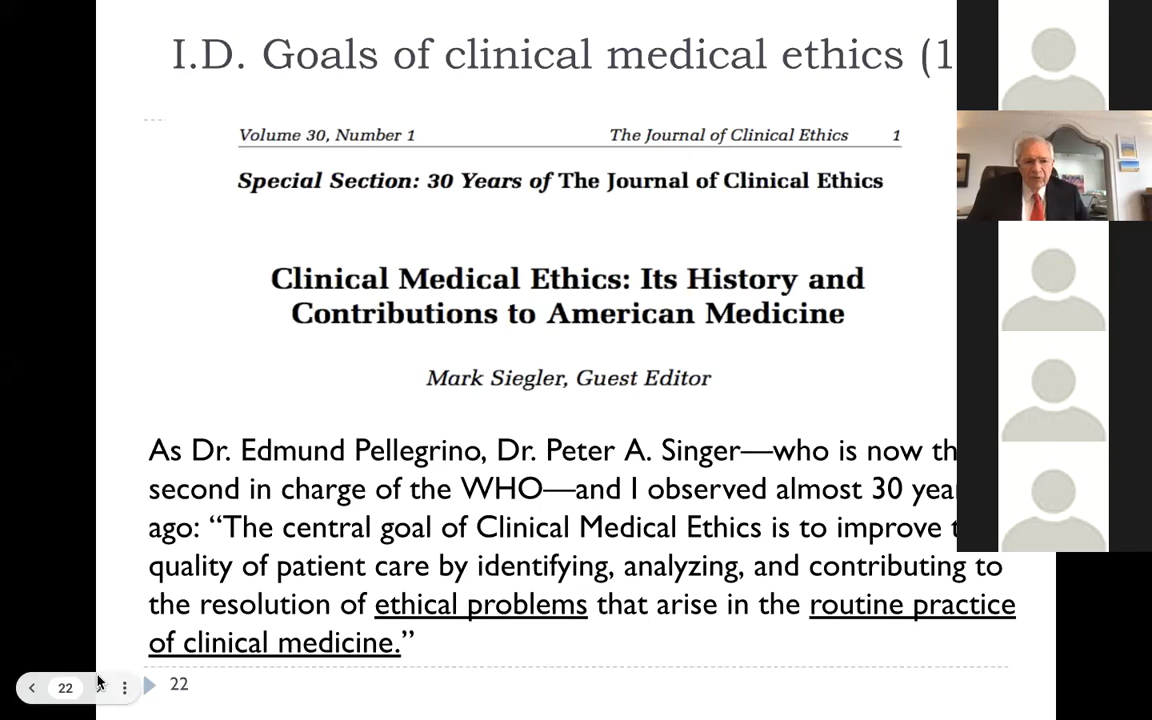 I.D. Goals of clinical medical ethics (1
Volume 30, Number 1 The Journal of Clinical Ethics 1
Special Section: 30 Years of The Journal of Clinical Ethics
Clinical Medical Ethics: Its History and
Contributions to American Medicine
Mark Siegler, Guest Editor
As Dr. Edmund Pellegrino, Dr. Peter A. Singer—who is now th
second in charge of the WHO—and I observed almost 30 yea
ago: “The central goal of Clinical Medical Ethics is to improve t
quality of patient care by identifying, analyzing, and contributing to
the resolution of ethical problems that arise in the routine practice
of clinical medicine.”
22
22